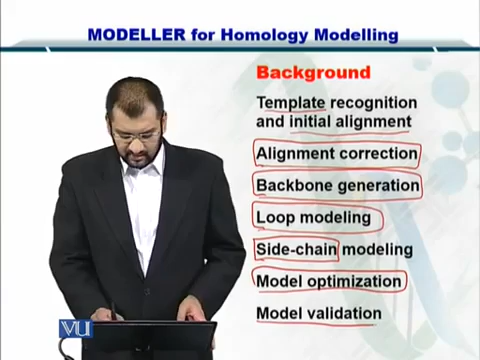 MODELLER for Homology Modelling
Background
Template recognition
and initial alignment
Alignment correction
Backbone generation
Loop modeling
Side-chain modeling
Model optimization
Model validation
VU